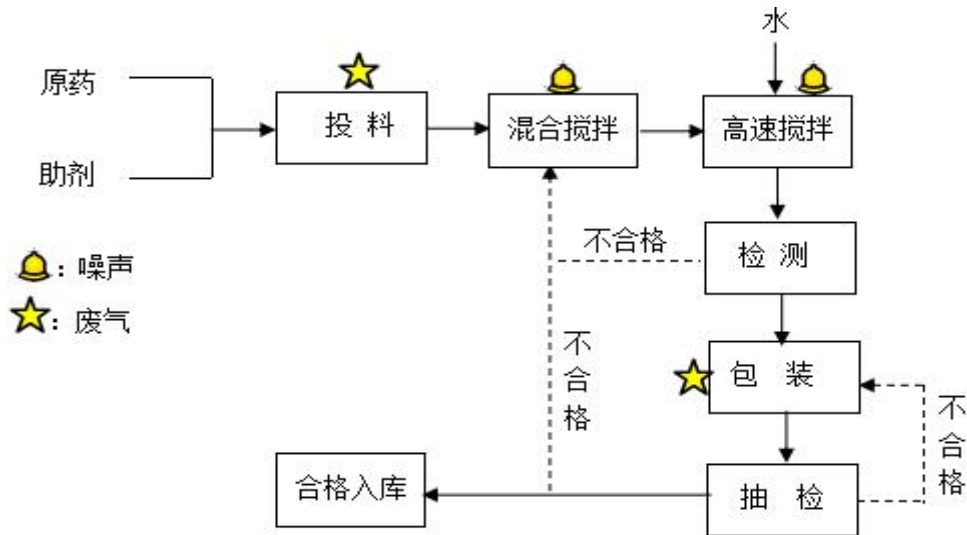 水
原药
投 料
混合搅拌
高速搅拌
助剂
不合格
检 测
：噪声
：废气
不合格
包 装
不合格
合格入库
抽 检